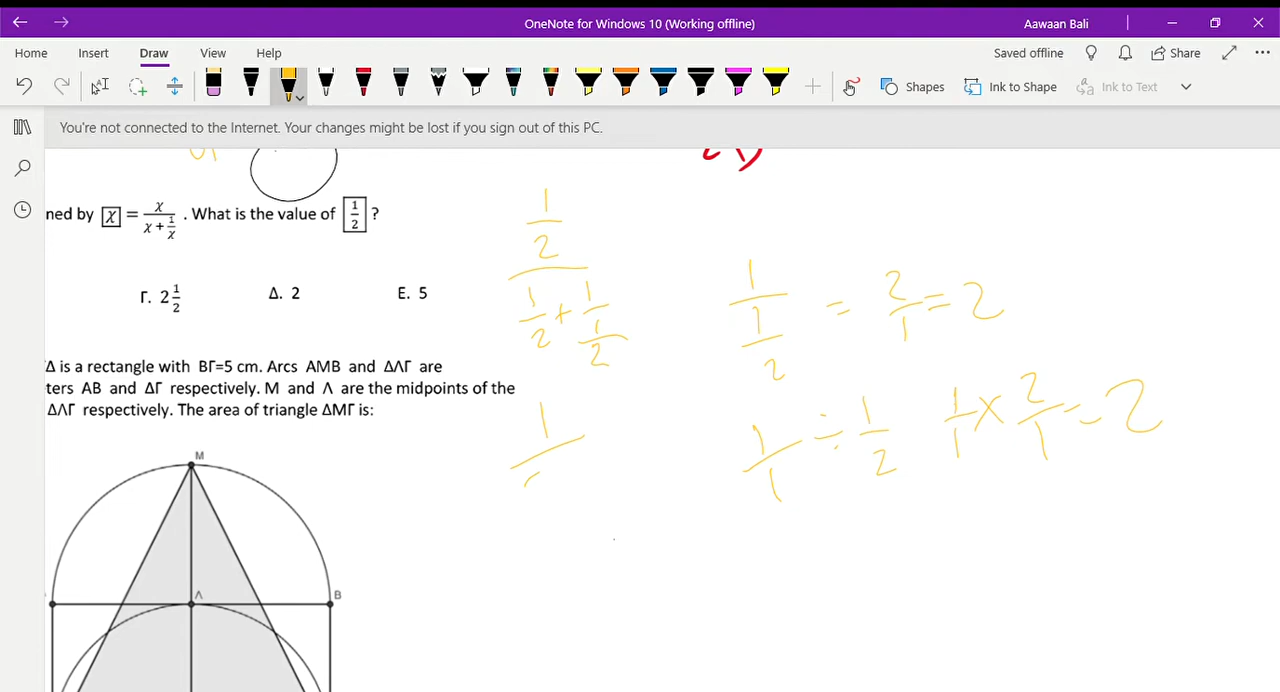 OneNote for Windows 10 (Working offline)
Aawaan Bali
Home Insert Draw View Help
Saved offline
Share
Shapes
Ink to Shape
Ink to Text
You're not connected to the Internet. Your changes might be lost if you sign out of this PC.
ned by [χ] = χ/(χ + 1/χ) . What is the value of [1/2] ?
Γ. 2 1/2 Δ. 2 Ε. 5
Δ is a rectangle with ΒΓ=5 cm. Arcs ΑΜΒ and ΔΛΓ are
ters ΑΒ and ΔΓ respectively. Μ and Λ are the midpoints of the
ΔΛΓ respectively. The area of triangle ΔΜΓ is:
Μ
Λ
Β
(1/2)/(1/2 + 1/(1/2))
1/(1/2) = 2/1 = 2
1/1 ÷ 1/2 1/1 × 2/1 = 2
1